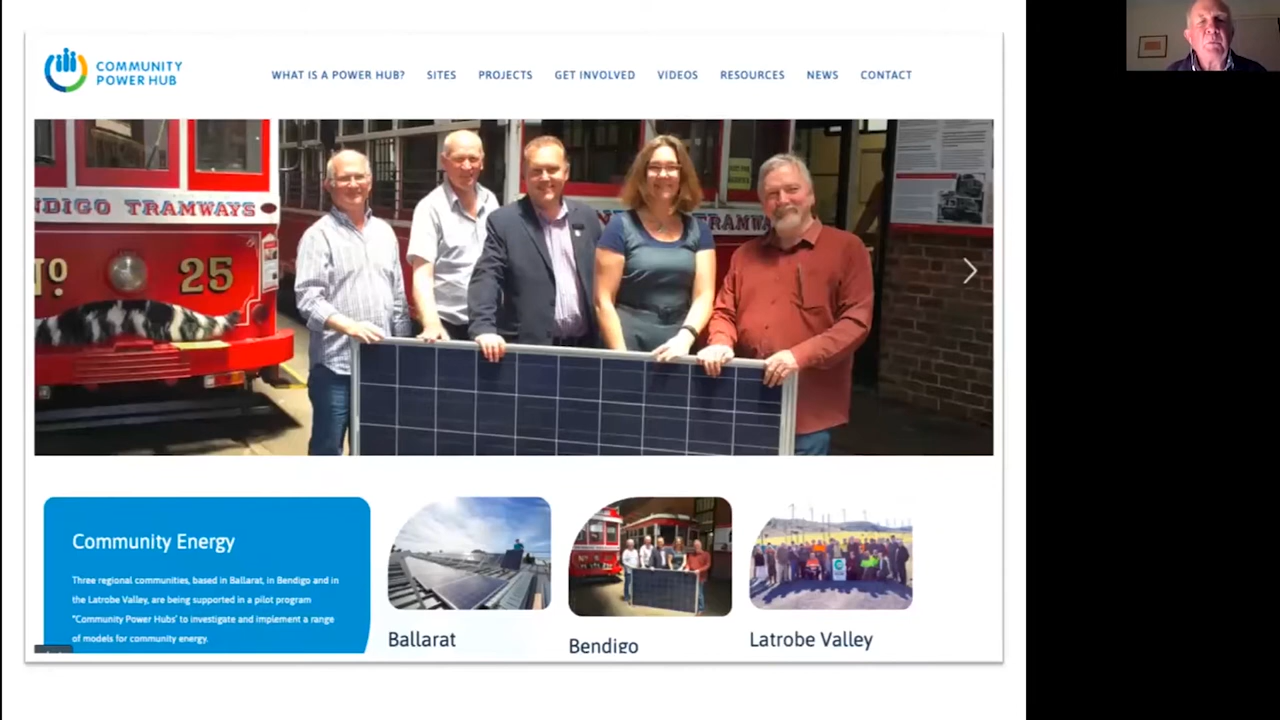 COMMUNITY
POWER HUB
WHAT IS A POWER HUB? SITES PROJECTS GET INVOLVED VIDEOS RESOURCES NEWS CONTACT
NDIGO TRAMWAYS
No 25
Community Energy
Three regional communities, based in Ballarat, in Bendigo and in
the Latrobe Valley, are being supported in a pilot program
"Community Power Hubs' to investigate and implement a range
of models for community energy.
Ballarat
Bendigo
Latrobe Valley